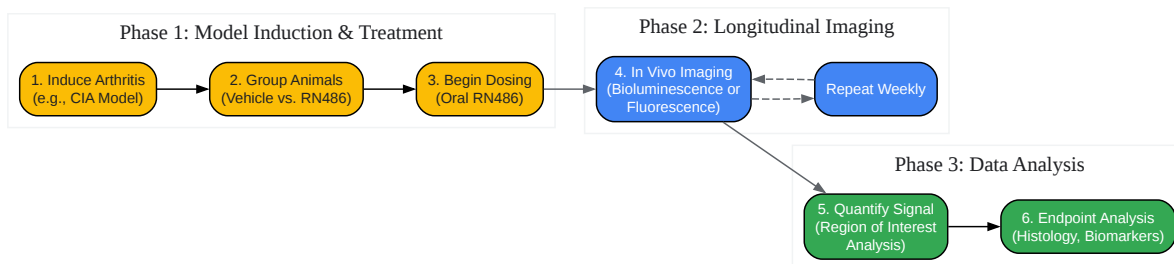 Phase 1: Model Induction & Treatment
1. Induce Arthritis
(e.g., CIA Model)
2. Group Animals
(Vehicle vs. RN486)
3. Begin Dosing
(Oral RN486)
Phase 2: Longitudinal Imaging
4. In Vivo Imaging
(Bioluminescence or
Fluorescence)
Repeat Weekly
Phase 3: Data Analysis
5. Quantify Signal
(Region of Interest
Analysis)
6. Endpoint Analysis
(Histology, Biomarkers)